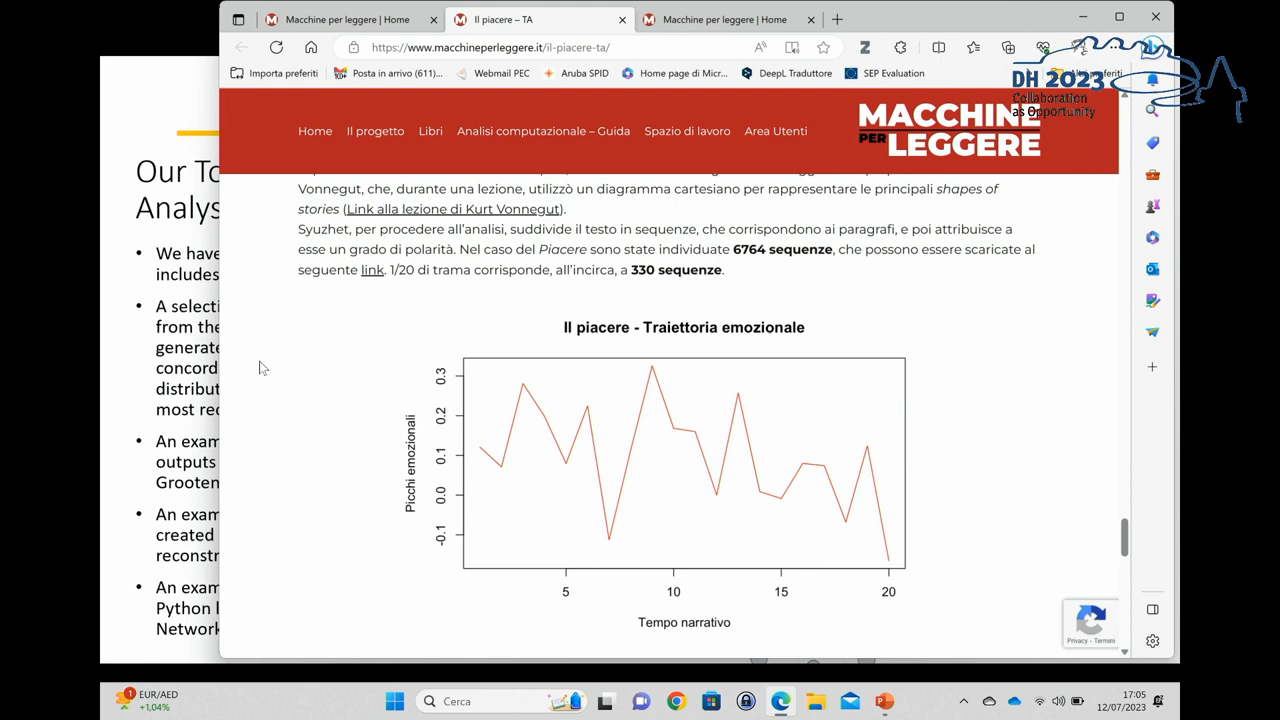 Macchine per leggere | Home
Il piacere – TA
Macchine per leggere | Home
https://www.macchineperleggere.it/il-piacere-ta/
Importa preferiti
Posta in arrivo (611)...
Webmail PEC
Aruba SPID
Home page di Micr...
DeepL Traduttore
SEP Evaluation
Altri preferiti
DH 2023
Collaboration
as Opportunity
Home
Il progetto
Libri
Analisi computazionale – Guida
Spazio di lavoro
Area Utenti
MACCHINE
PER LEGGERE
Vonnegut, che, durante una lezione, utilizzò un diagramma cartesiano per rappresentare le principali shapes of
stories (Link alla lezione di Kurt Vonnegut).
Syuzhet, per procedere all'analisi, suddivide il testo in sequenze, che corrispondono ai paragrafi, e poi attribuisce a
esse un grado di polarità. Nel caso del Piacere sono state individuate 6764 sequenze, che possono essere scaricate al
seguente link. 1/20 di trama corrisponde, all'incirca, a 330 sequenze.
Il piacere - Traiettoria emozionale
Picchi emozionali
0.3
0.2
0.1
0.0
-0.1
5
10
15
20
Tempo narrativo
Privacy - Termini
Our To
Analys
• We have
includes
• A selecti
from the
generate
concord
distribut
most rec
• An exam
outputs
Grooten
• An exam
created
reconstr
• An exam
Python l
Network
1
EUR/AED
+1,04%
Cerca
17:05
12/07/2023